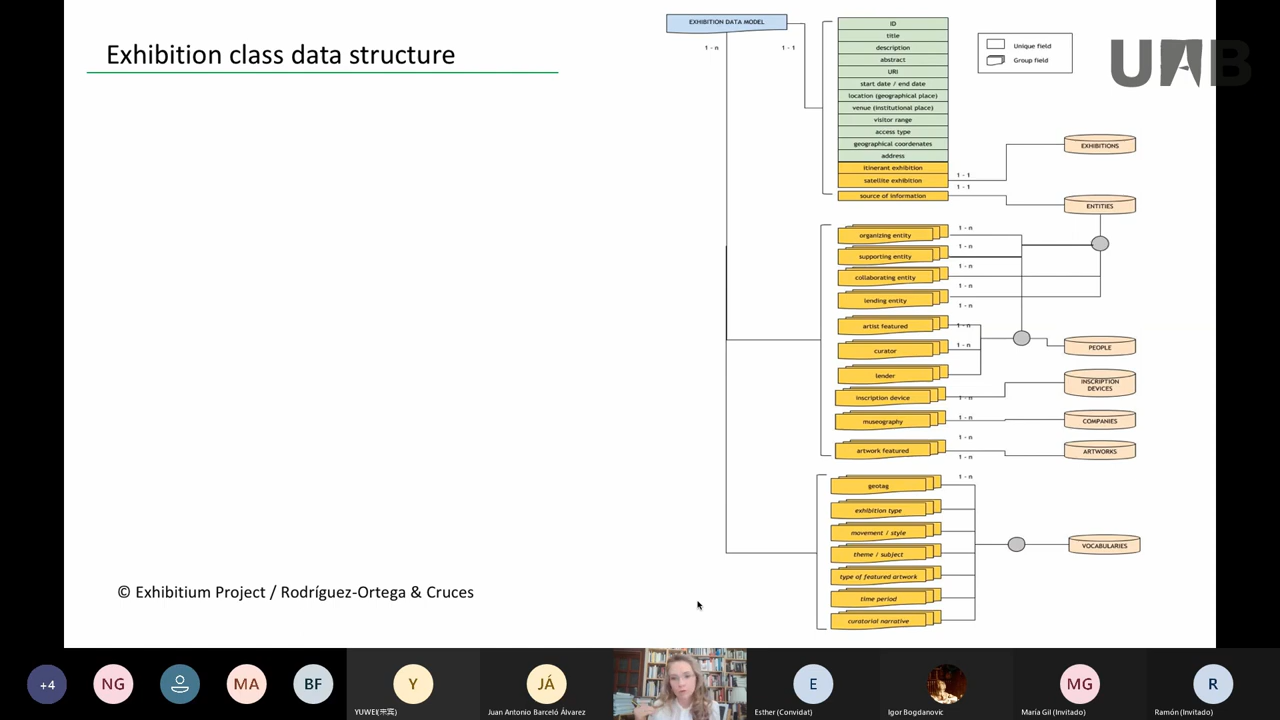 Exhibition class data structure
EXHIBITION DATA MODEL
1 - n
1 - 1
ID
title
description
abstract
URI
start date / end date
location (geographical place)
venue (institutional place)
visitor range
access type
geographical coordenates
address
itinerant exhibition
satellite exhibition
source of information
1 - 1
1 - 1
Unique field
Group field
UAB
EXHIBITIONS
ENTITIES
organizing entity
supporting entity
collaborating entity
lending entity
artist featured
curator
lender
inscription device
museography
artwork featured
1 - n
1 - n
1 - n
1 - n
1 - n
1 - n
1 - n
1 - n
1 - n
1 - n
1 - n
1 - n
PEOPLE
INSCRIPTION
DEVICES
COMPANIES
ARTWORKS
geotag
exhibition type
movement / style
theme / subject
type of featured artwork
time period
curatorial narrative
VOCABULARIES
© Exhibitium Project / Rodríguez-Ortega & Cruces
+4
NG
MA
BF
Y
YUWEI(宋宾)
JÁ
Juan Antonio Barceló Álvarez
E
Esther (Convidat)
Igor Bogdanovic
MG
María Gil (Invitado)
R
Ramón (Invitado)